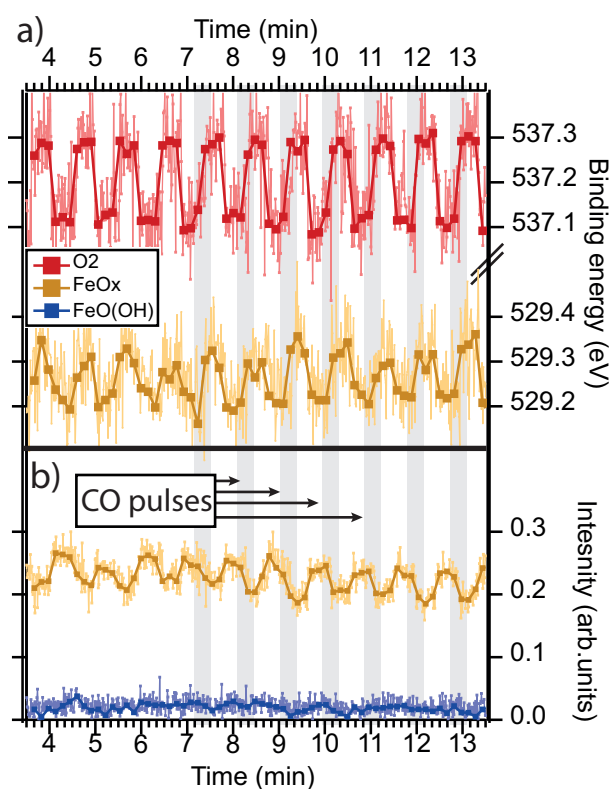 a)
Time (min)
4 5 6 7 8 9 10 11 12 13
537.3
537.2
537.1
O2
FeOx
FeO(OH)
529.4
529.3
529.2
Binding energy (eV)
b)
CO pulses
0.3
0.2
0.1
0.0
Intesnity (arb.units)
4 5 6 7 8 9 10 11 12 13
Time (min)